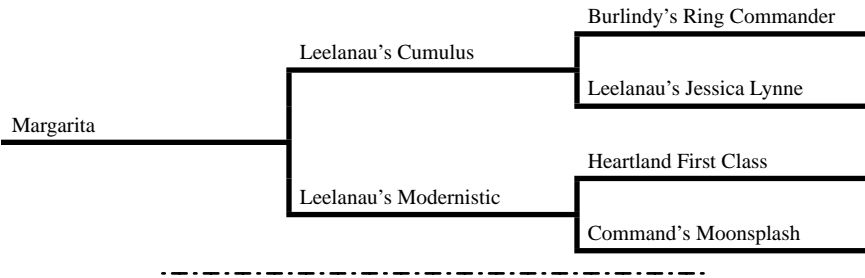 Burlindy’s Ring Commander
Leelanau’s Cumulus
Leelanau’s Jessica Lynne
Margarita
Heartland First Class
Leelanau’s Modernistic
Command’s Moonsplash